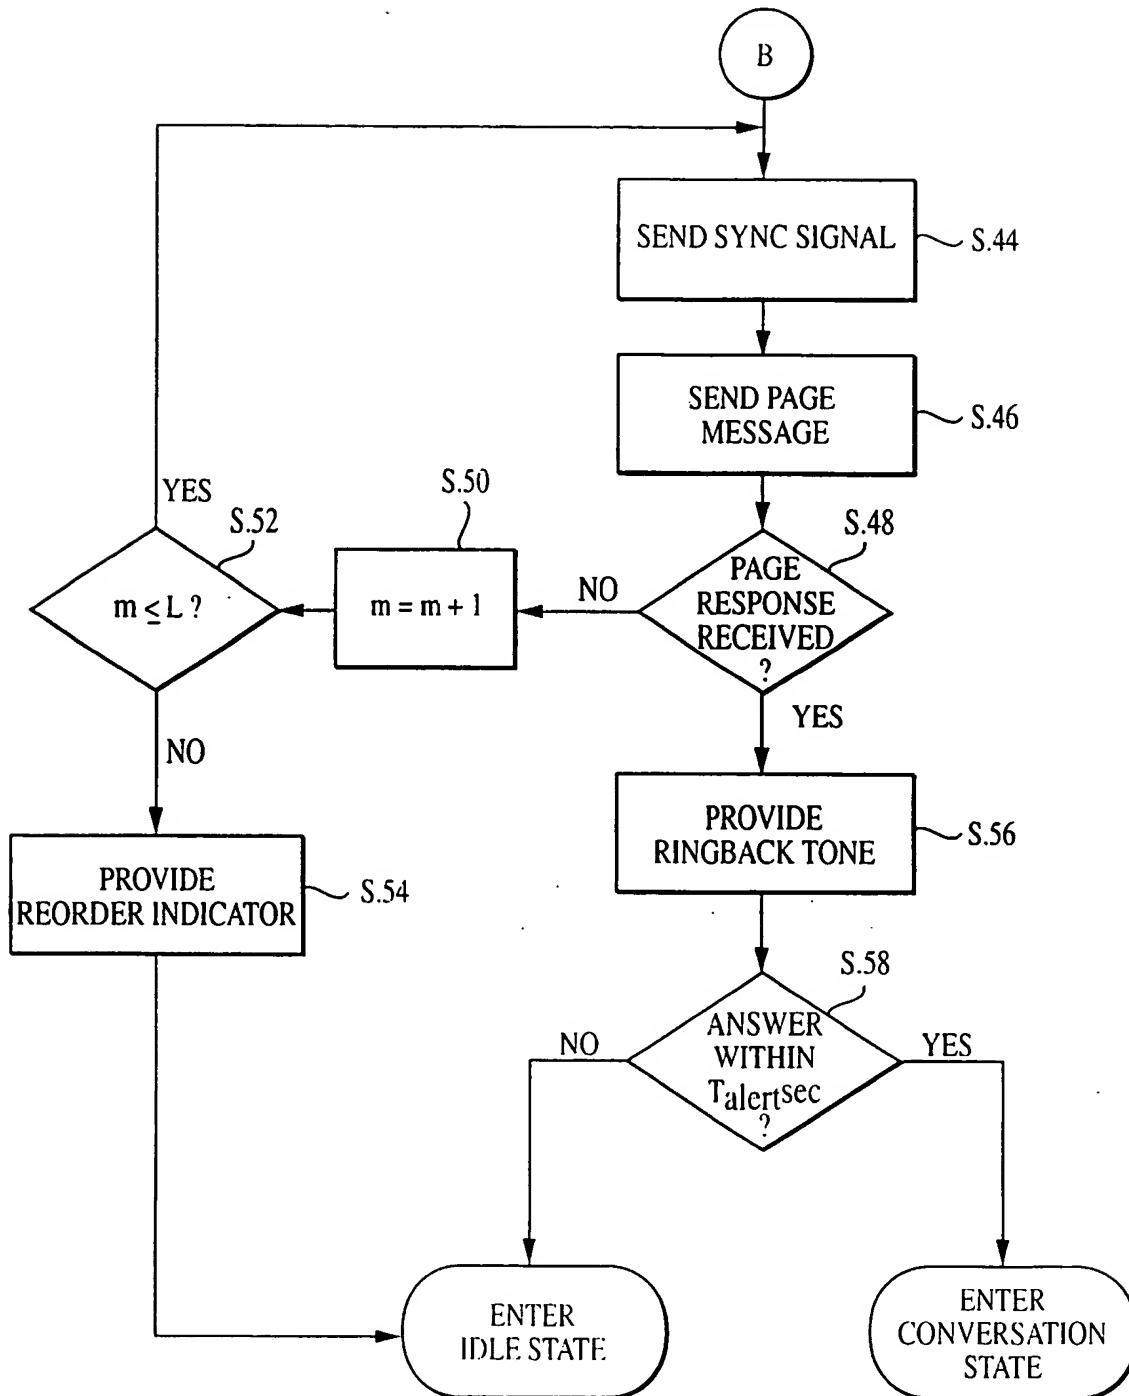 B
SEND SYNC SIGNAL
S.44
SEND PAGE
MESSAGE
S.46
YES
S.50
S.52
S.48
m ≤ L ?
m = m + 1
NO
PAGE
RESPONSE
RECEIVED
?
YES
NO
PROVIDE
RINGBACK TONE
S.56
PROVIDE
REORDER INDICATOR
S.54
S.58
NO
ANSWER
WITHIN
Talertsec
?
YES
ENTER
IDLE STATE
ENTER
CONVERSATION
STATE